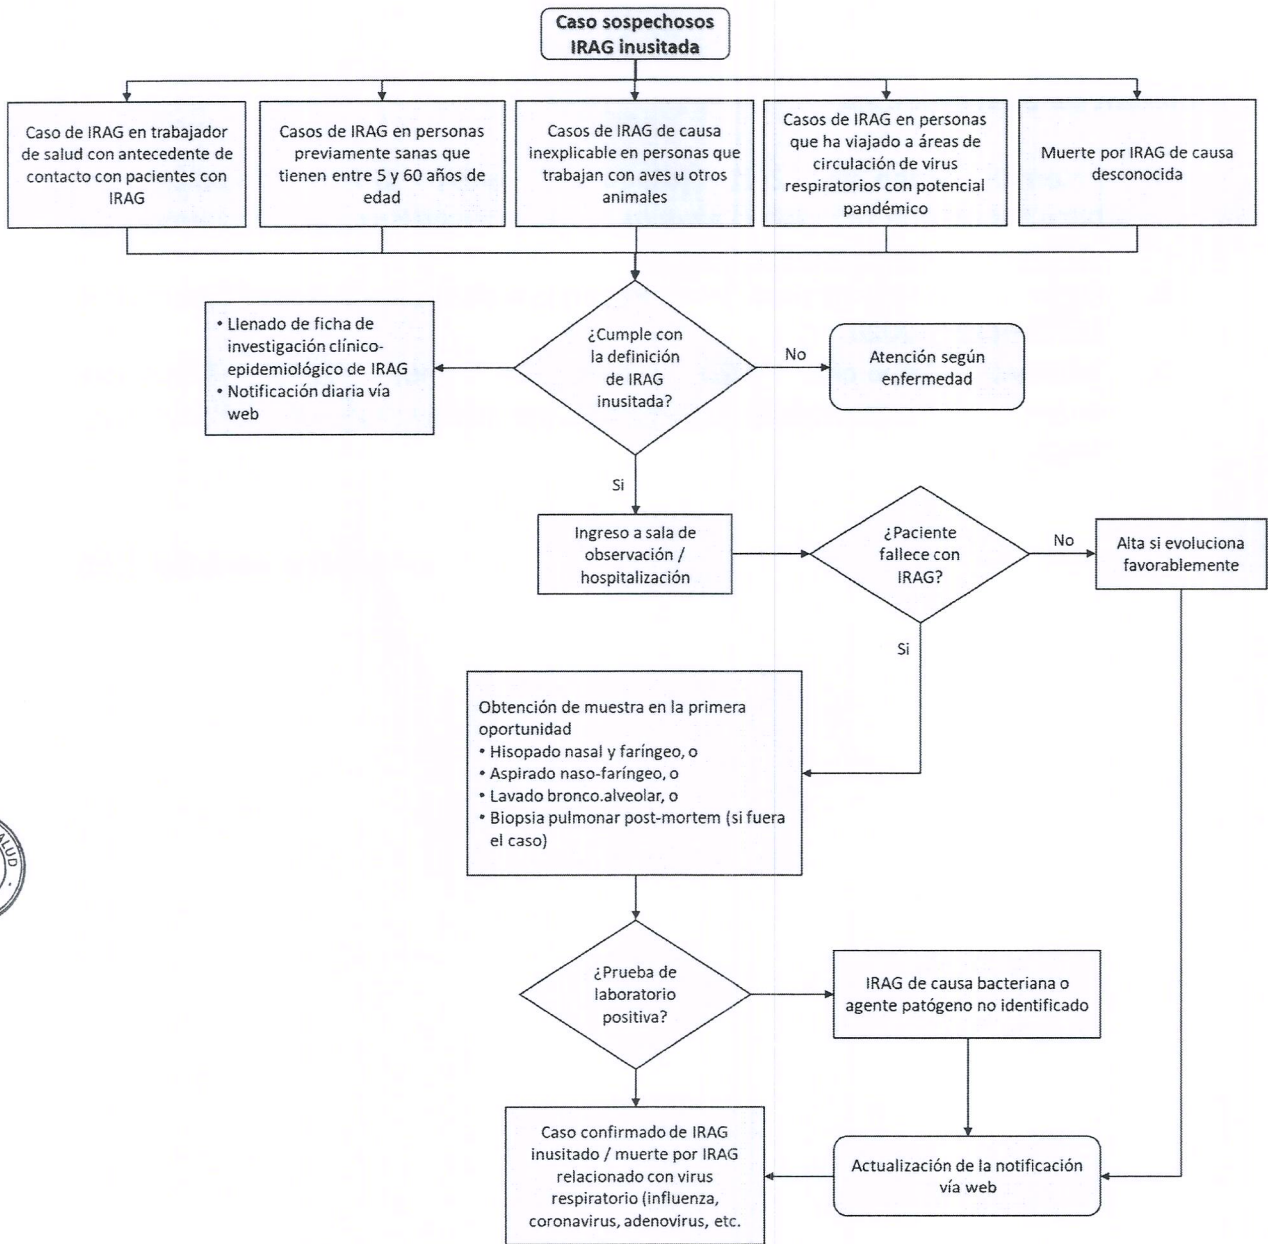 Caso sospechosos
IRAG inusitada
Caso de IRAG en trabajador
de salud con antecedente de
contacto con pacientes con
IRAG
Casos de IRAG en personas
previamente sanas que
tienen entre 5 y 60 años de
edad
Casos de IRAG de causa
inexplicable en personas que
trabajan con aves u otros
animales
Casos de IRAG en personas
que ha viajado a áreas de
circulación de virus
respiratorios con potencial
pandémico
Muerte por IRAG de causa
desconocida
• Llenado de ficha de
investigación clínico-
epidemiológico de IRAG
• Notificación diaria vía
web
¿Cumple con
la definición
de IRAG
inusitada?
No
Atención según
enfermedad
Si
Ingreso a sala de
observación /
hospitalización
¿Paciente
fallece con
IRAG?
No
Alta si evoluciona
favorablemente
Si
Obtención de muestra en la primera
oportunidad
• Hisopado nasal y faríngeo, o
• Aspirado naso-faríngeo, o
• Lavado bronco.alveolar, o
• Biopsia pulmonar post-mortem (si fuera
el caso)
ALUD
¿Prueba de
laboratorio
positiva?
IRAG de causa bacteriana o
agente patógeno no identificado
Caso confirmado de IRAG
inusitado / muerte por IRAG
relacionado con virus
respiratorio (influenza,
coronavirus, adenovirus, etc.
Actualización de la notificación
vía web